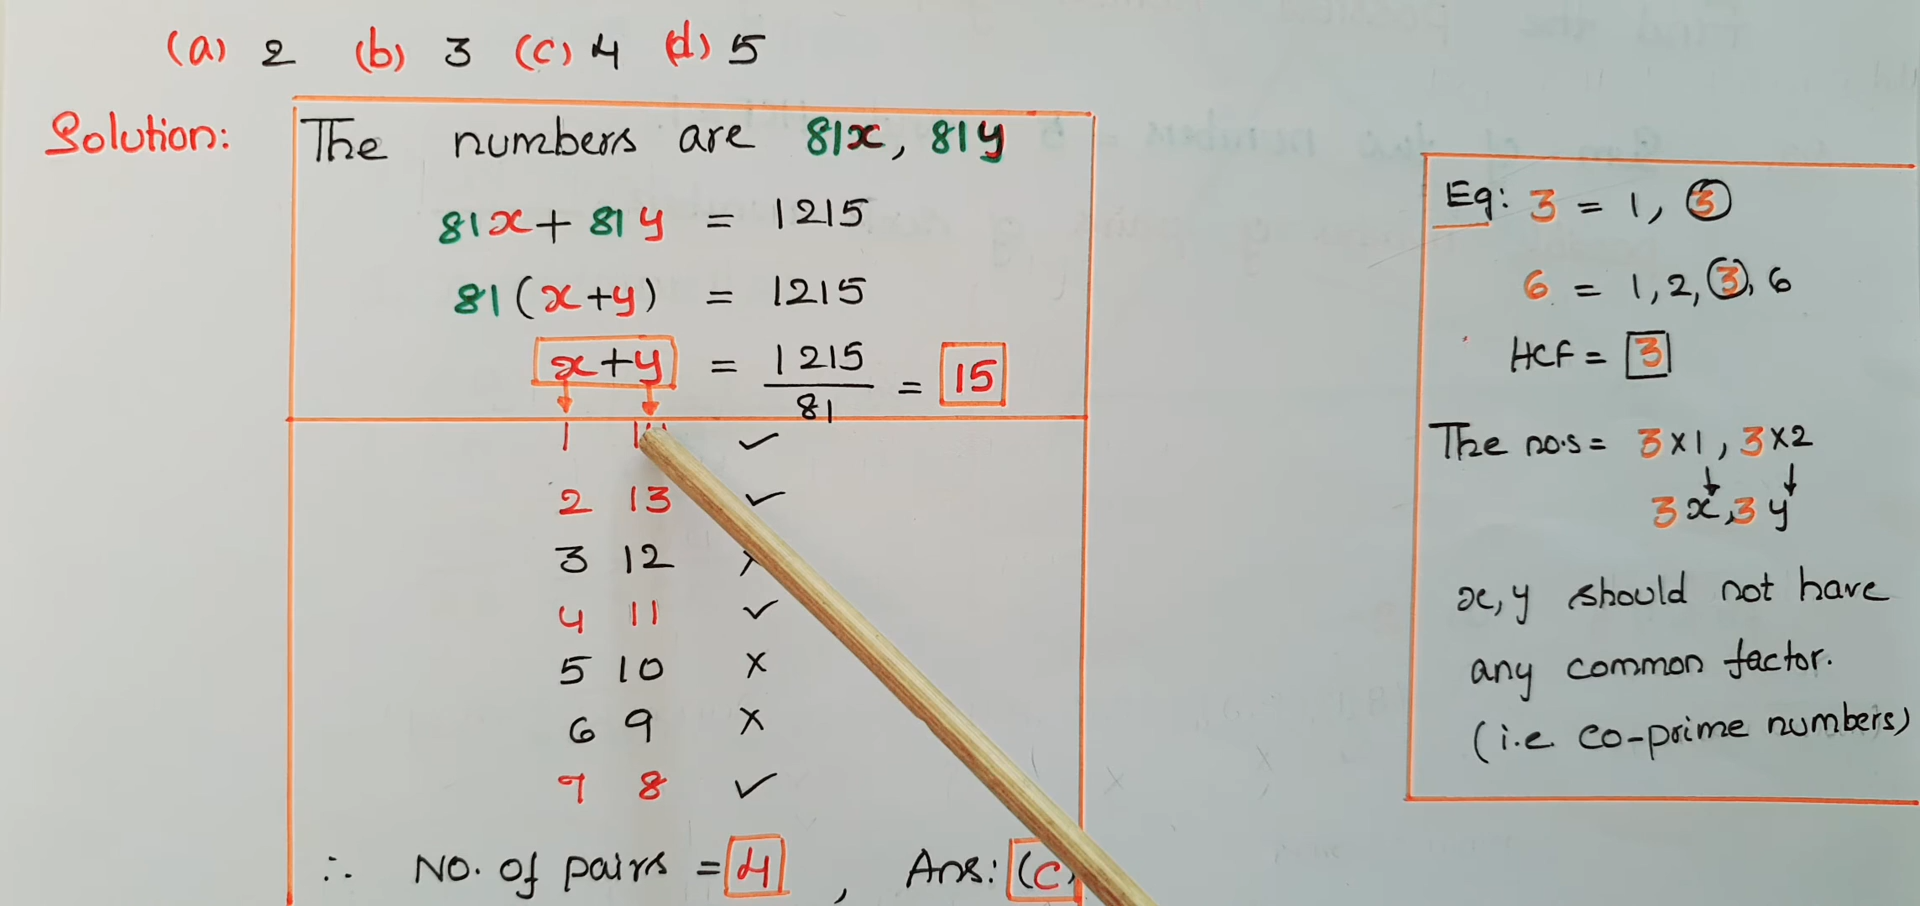 (a) 2 (b) 3 (c) 4 (d) 5
Solution:
The numbers are 81x, 81y
81x + 81y = 1215
81(x+y) = 1215
x+y = 1215/81 = 15
1 ✓
2 13 ✓
3 12 x
4 11 ✓
5 10 x
6 9 x
7 8 ✓
∴ No. of pairs = 4, Ans: (c)
Eg: 3 = 1, 3
6 = 1, 2, 3, 6
HCF = 3
The no.s = 3×1, 3×2
3x, 3y
x, y should not have
any common factor.
(i.e. co-prime numbers)